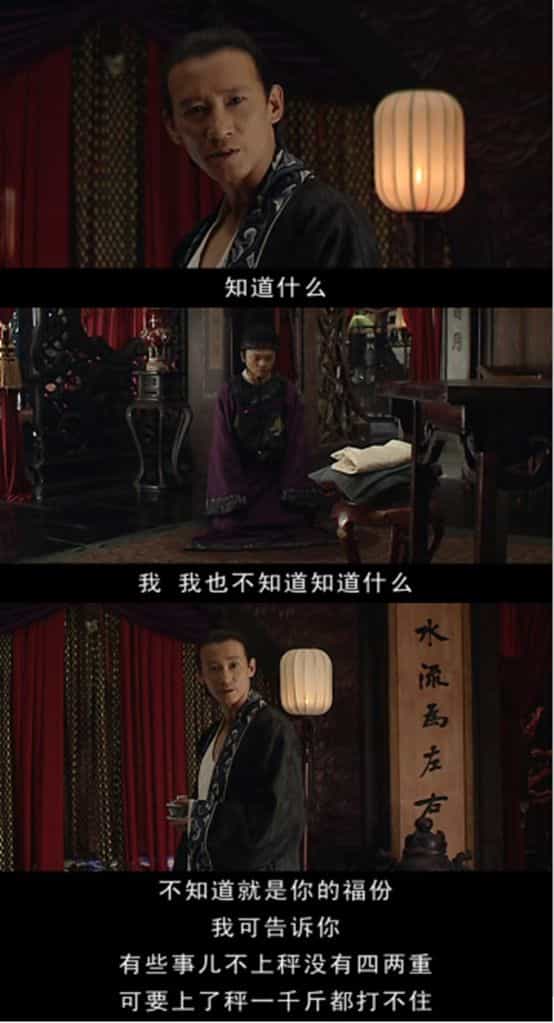 知道什么
我 我也不知道知道什么
水流为左右
不知道就是你的福份
我可告诉你
有些事儿不上秤没有四两重
可要上了秤一千斤都打不住